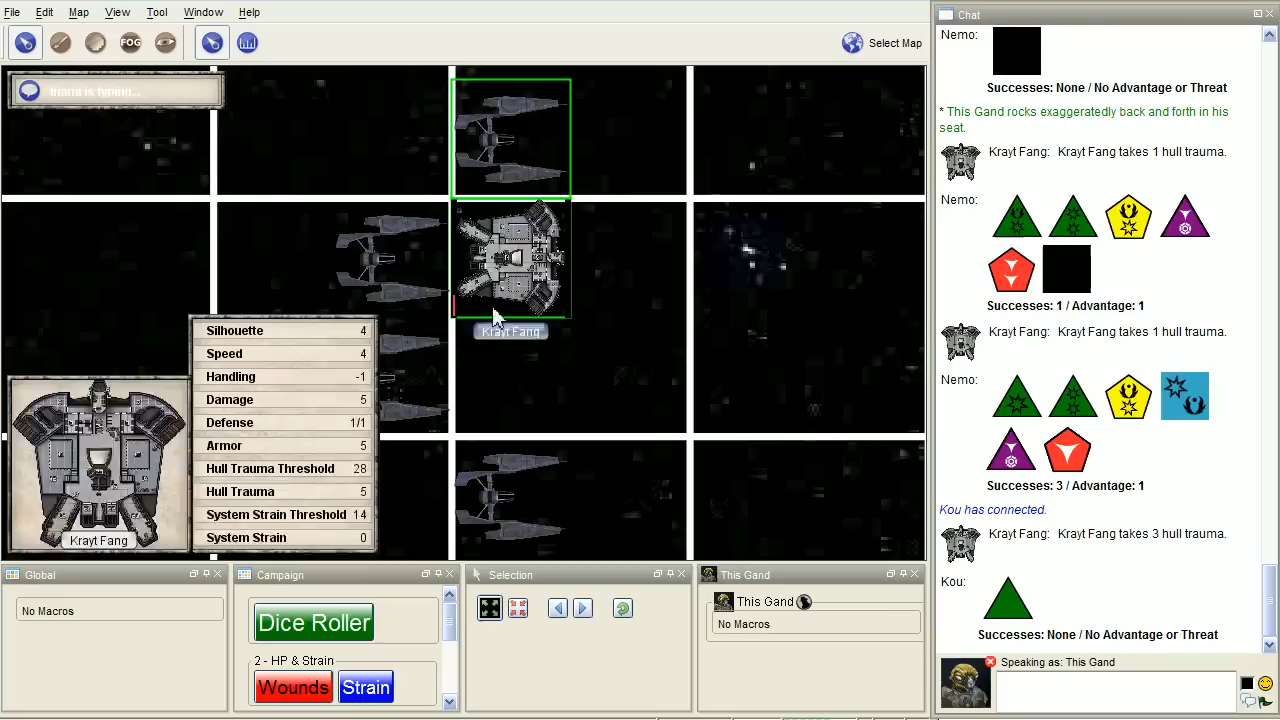 File Edit Map View Tool Window Help
FOG
Select Map
is typing...
Krayt Fang
Silhouette 4
Speed 4
Handling -1
Damage 5
Defense 1/1
Armor 5
Hull Trauma Threshold 28
Hull Trauma 5
System Strain Threshold 14
System Strain 0
Krayt Fang
Global
No Macros
Campaign
Dice Roller
2 - HP & Strain
Wounds Strain
Selection
This Gand
This Gand
No Macros
Chat
Nemo:
Successes: None / No Advantage or Threat
* This Gand rocks exaggeratedly back and forth in his
seat.
Krayt Fang: Krayt Fang takes 1 hull trauma.
Nemo:
Successes: 1 / Advantage: 1
Krayt Fang: Krayt Fang takes 1 hull trauma.
Nemo:
Successes: 3 / Advantage: 1
Kou has connected.
Krayt Fang: Krayt Fang takes 3 hull trauma.
Kou:
Successes: None / No Advantage or Threat
Speaking as: This Gand